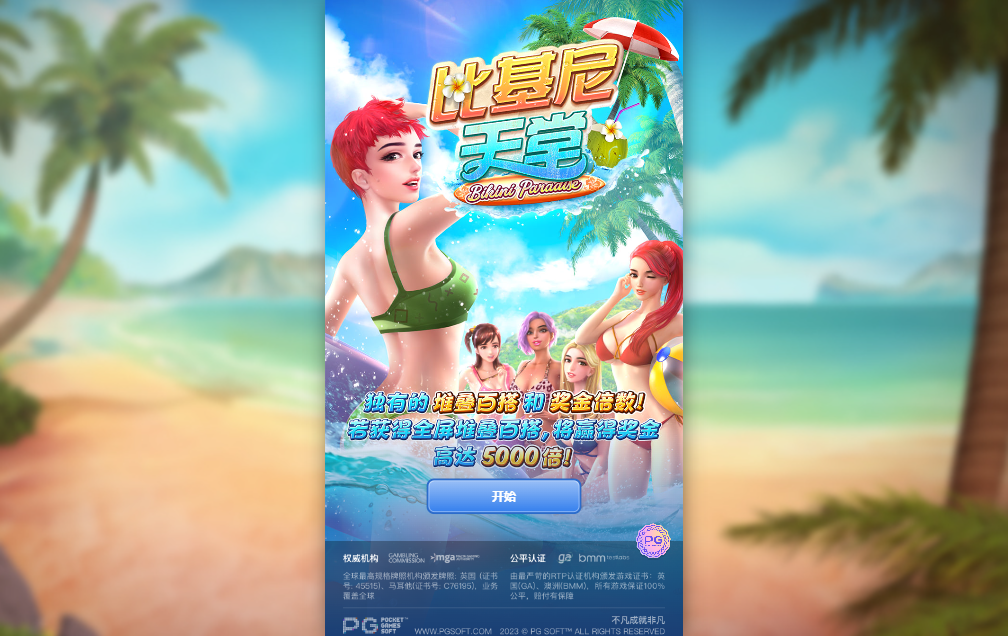 比基尼
天堂
Bikini Paradise
独有的 堆叠百搭 和 奖金倍数!
若获得全屏堆叠百搭,将赢得奖金
高达 5000 倍!
开始
PG
权威机构 GAMBLING COMMISSION mga
公平认证 ga bmm testlabs
全球最高规格牌照机构颁发牌照: 英国 (证书
号: 45515)、马耳他(证书号: C76195), 业务
覆盖全球
由最严苛的RTP认证机构颁发游戏证书: 英
国(GA)、澳洲(BMM), 所有游戏保证100%
公平, 赔付有保障
PG POCKET GAMES SOFT
不凡成就非凡
WWW.PGSOFT.COM 2023 © PG SOFT™ ALL RIGHTS RESERVED